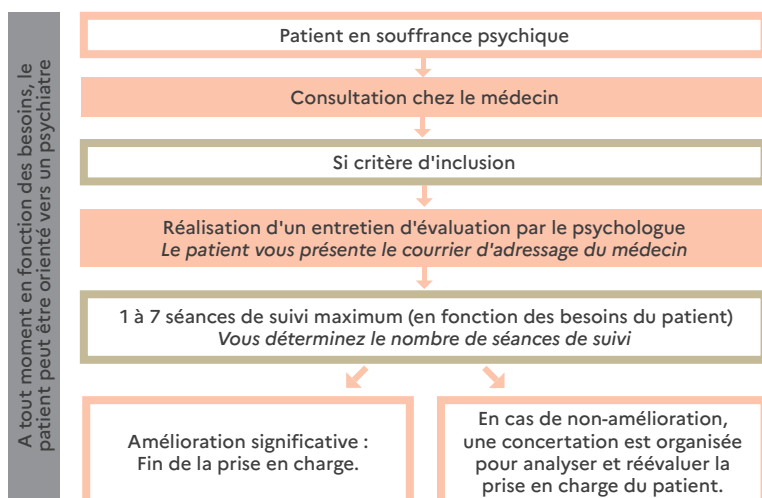 A tout moment en fonction des besoins, le
patient peut être orienté vers un psychiatre
Patient en souffrance psychique
Consultation chez le médecin
Si critère d'inclusion
Réalisation d'un entretien d'évaluation par le psychologue
Le patient vous présente le courrier d'adressage du médecin
1 à 7 séances de suivi maximum (en fonction des besoins du patient)
Vous déterminez le nombre de séances de suivi
Amélioration significative :
Fin de la prise en charge.
En cas de non-amélioration,
une concertation est organisée
pour analyser et réévaluer la
prise en charge du patient.